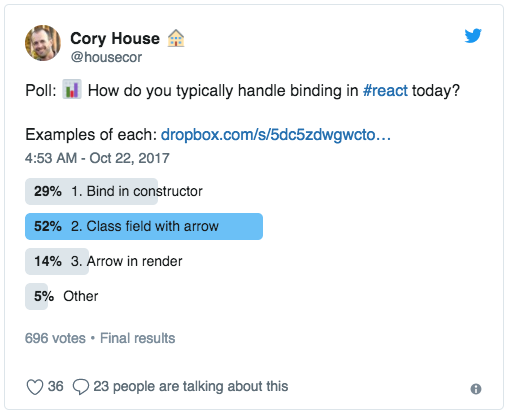 Cory House 🏠
@housecor
Poll: 📊 How do you typically handle binding in #react today?
Examples of each: dropbox.com/s/5dc5zdwgwcto…
4:53 AM - Oct 22, 2017
29% 1. Bind in constructor
52% 2. Class field with arrow
14% 3. Arrow in render
5% Other
696 votes • Final results
36 23 people are talking about this